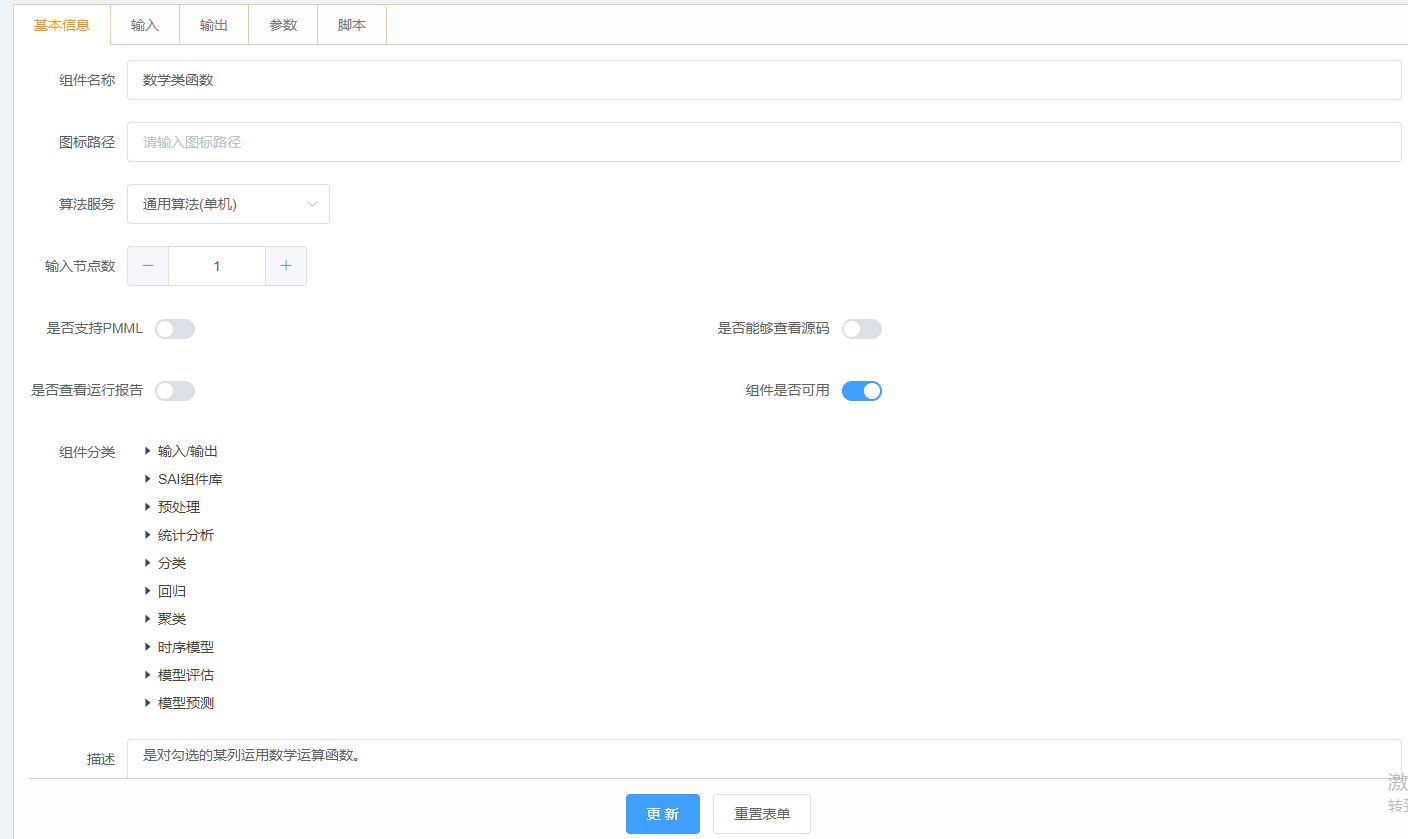 基本信息 输入 输出 参数 脚本
组件名称 数学类函数
图标路径 请输入图标路径
算法服务 通用算法(单机)
输入节点数 1
是否支持PMML 是否能够查看源码
是否查看运行报告 组件是否可用
组件分类 输入/输出
SAI组件库
预处理
统计分析
分类
回归
聚类
时序模型
模型评估
模型预测
描述 是对勾选的某列运用数学运算函数。
激
转到
更新 重置表单